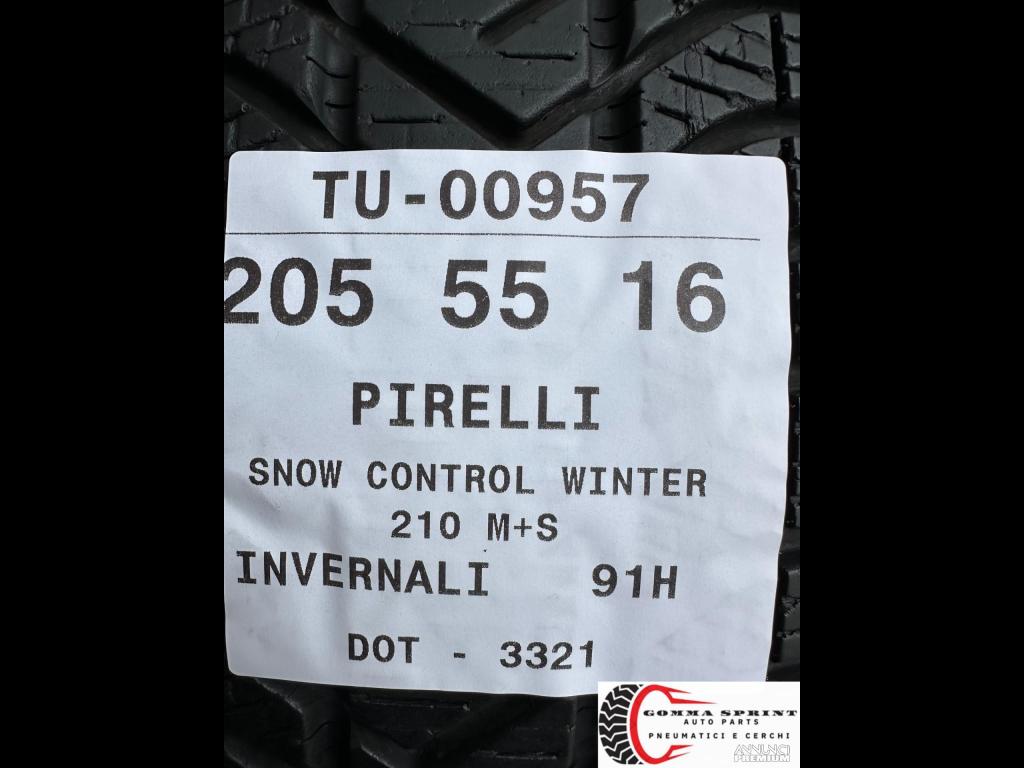 TU-00957
205 55 16
PIRELLI
SNOW CONTROL WINTER
210 M+S
INVERNALI 91H
DOT - 3321
GOMMA SPRINT
AUTO PARTS
PNEUMATICI E CERCHI
ANNUNCI
PREMIUM